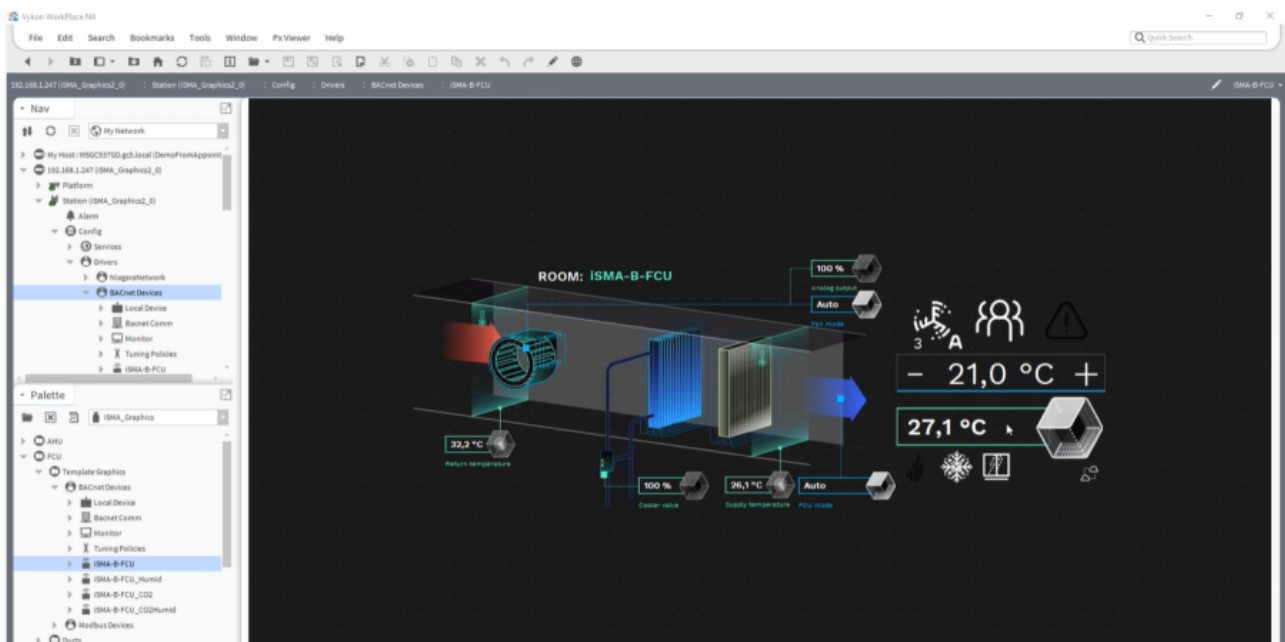 Vykon WorkPlace N4
File Edit Search Bookmarks Tools Window Px Viewer Help
Quick Search
192.168.1.247 (iSMA_Graphics2_0) : Station (iSMA_Graphics2_0) : Config : Drivers : BACnet Devices : iSMA-B-FCU
iSMA-B-FCU
Nav
My Network
My Host: WSGCS37GD.gc5.local (DemoFromAppoint
192.168.1.247 (iSMA_Graphics2_0)
Platform
Station (iSMA_Graphics2_0)
Alarm
Config
Services
Drivers
NiagaraNetwork
BACnet Devices
Local Device
Bacnet Comm
Monitor
Tuning Policies
iSMA-B-FCU
Palette
iSMA_Graphics
AHU
FCU
Template Graphics
BACnet Devices
Local Device
Bacnet Comm
Monitor
Tuning Policies
iSMA-B-FCU
iSMA-B-FCU_Humid
iSMA-B-FCU_CO2
iSMA-B-FCU_CO2Humid
Modbus Devices
Ducts
ROOM: iSMA-B-FCU
100 %
Analog output
Auto
Fan mode
32,2 °C
Return temperature
100 %
Cooler valve
26,1 °C
Supply temperature
Auto
FCU mode
3 A
− 21,0 °C +
27,1 °C